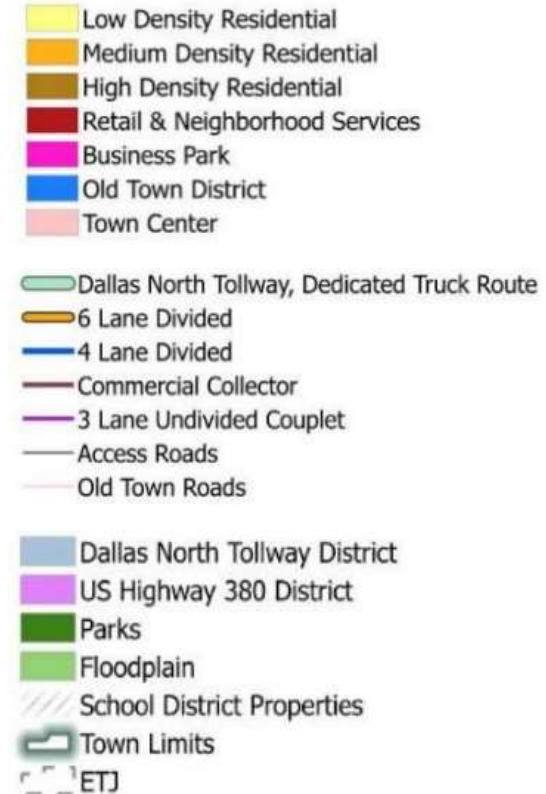 Low Density Residential
Medium Density Residential
High Density Residential
Retail & Neighborhood Services
Business Park
Old Town District
Town Center
Dallas North Tollway, Dedicated Truck Route
6 Lane Divided
4 Lane Divided
Commercial Collector
3 Lane Undivided Couplet
Access Roads
Old Town Roads
Dallas North Tollway District
US Highway 380 District
Parks
Floodplain
School District Properties
Town Limits
ETJ